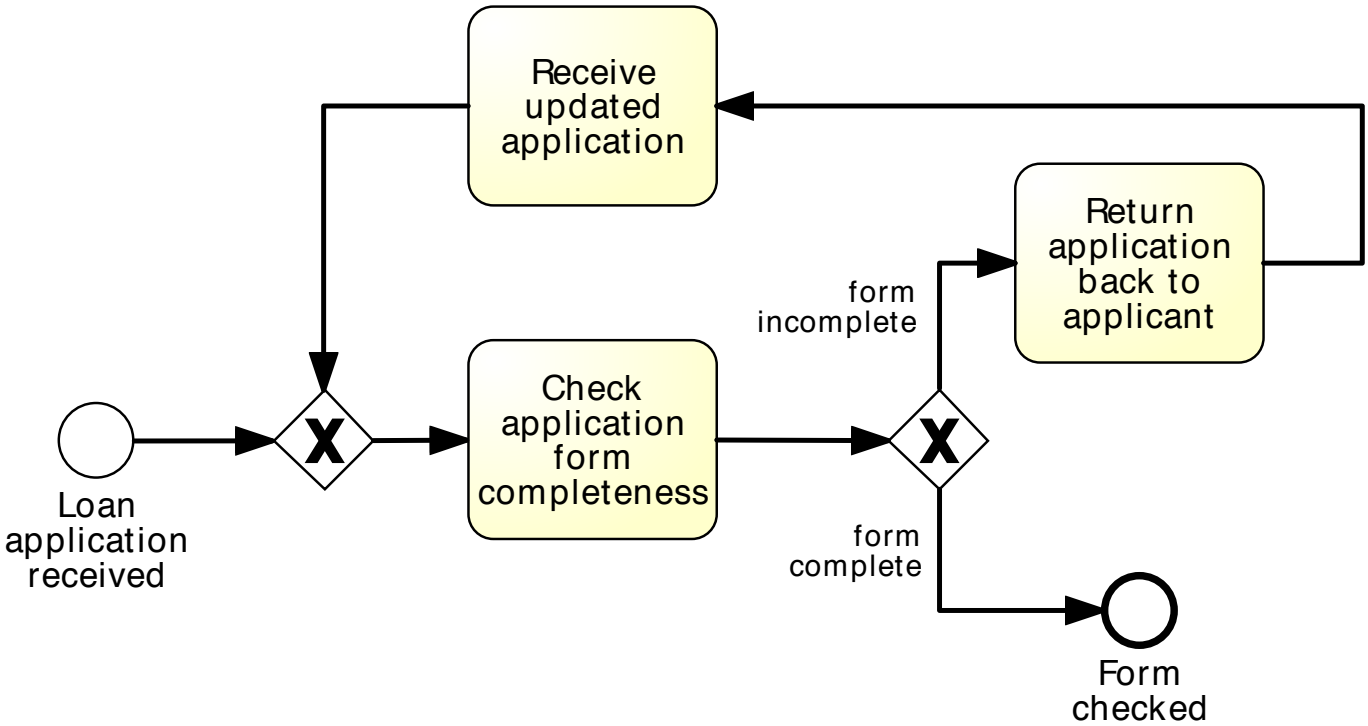 Receive
updated
application
Return
application
back to
applicant
form
incomplete
Check
application
form
completeness
X
X
Loan
application
received
form
complete
Form
checked